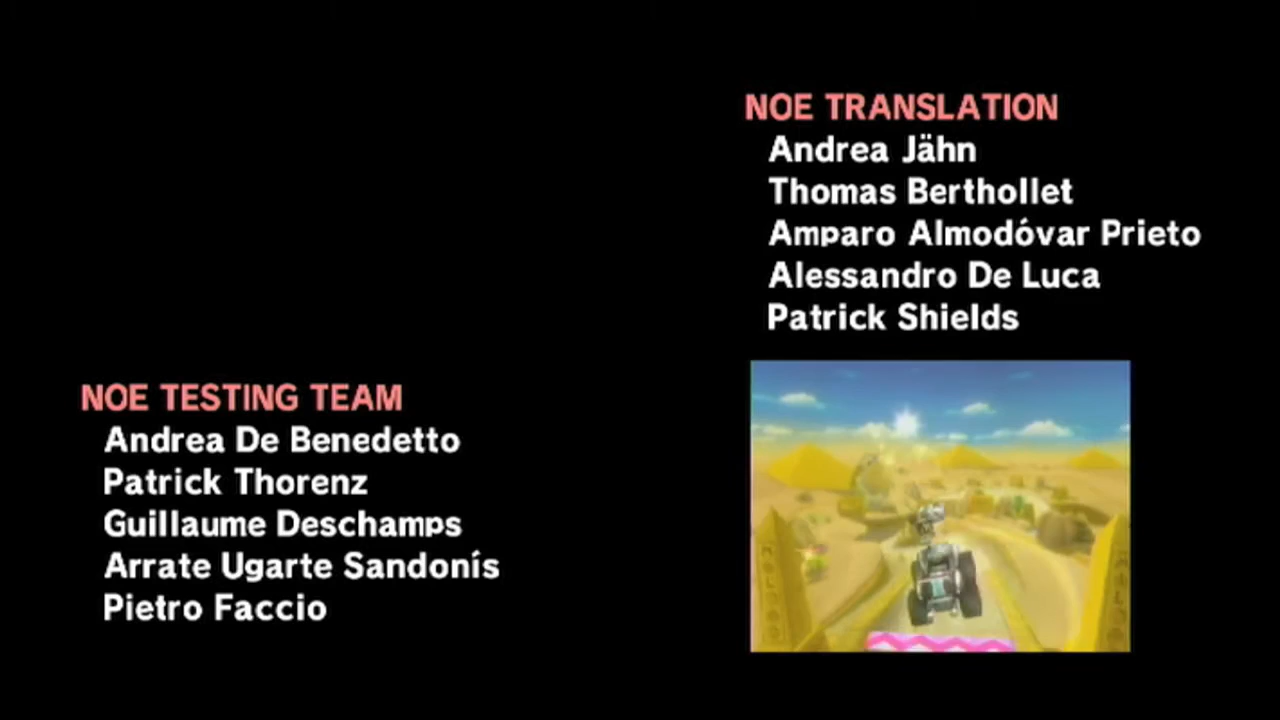 NOE TRANSLATION
Andrea Jähn
Thomas Berthollet
Amparo Almodóvar Prieto
Alessandro De Luca
Patrick Shields
NOE TESTING TEAM
Andrea De Benedetto
Patrick Thorenz
Guillaume Deschamps
Arrate Ugarte Sandonís
Pietro Faccio